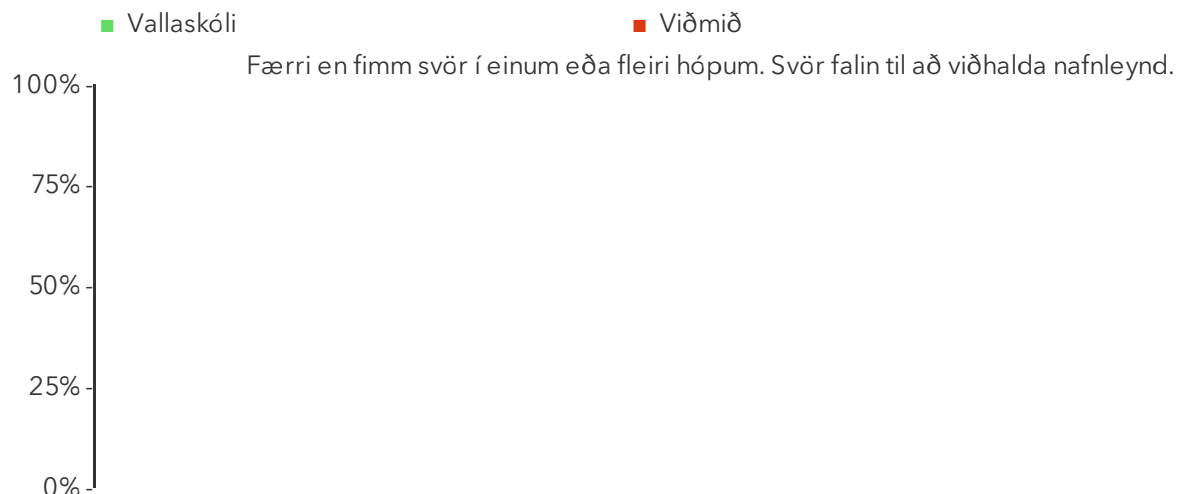 Vallaskóli Viðmið
Færri en fimm svör í einum eða fleiri hópum. Svör falin til að viðhalda nafnleynd.
100%
75%
50%
25%
0%